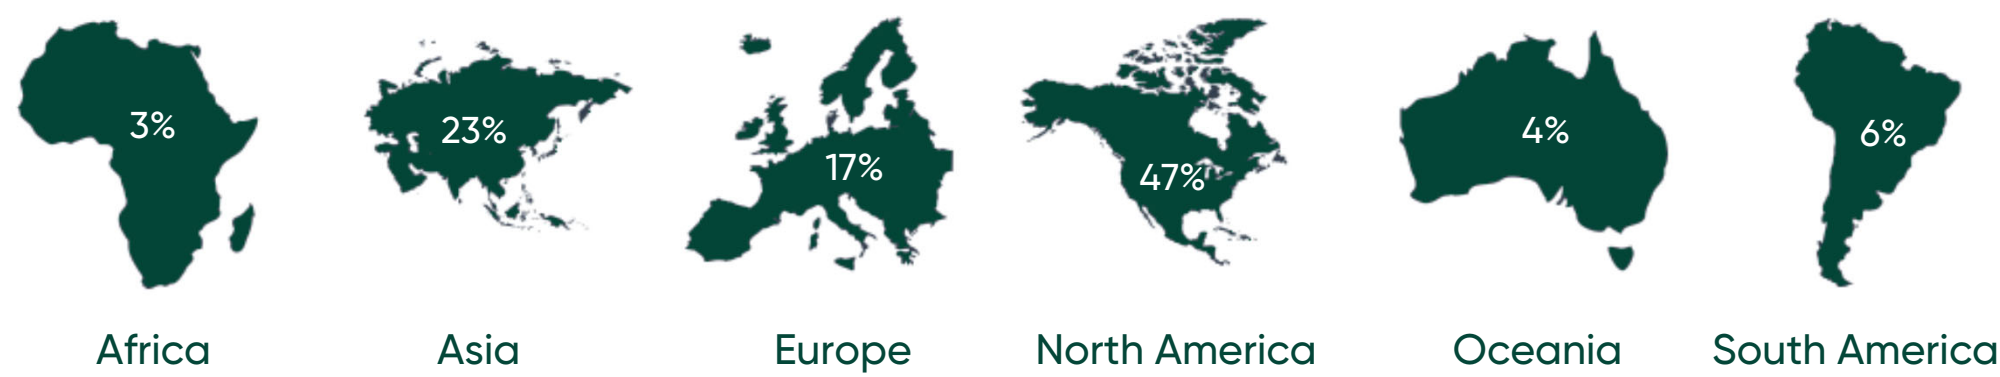 3%
23%
17%
47%
4%
6%
Africa
Asia
Europe
North America
Oceania
South America